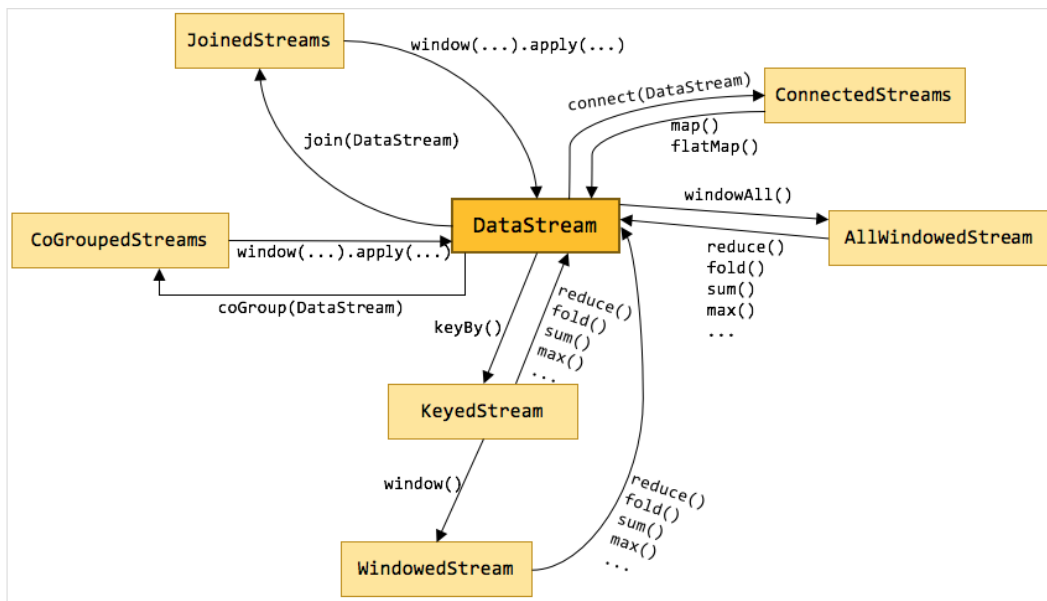 JoinedStreams
window(...).apply(...)
connect(DataStream)
ConnectedStreams
map()
flatMap()
join(DataStream)
windowAll()
DataStream
CoGroupedStreams
window(...).apply(...)
AllWindowedStream
reduce()
fold()
sum()
max()
...
coGroup(DataStream)
keyBy()
reduce()
fold()
sum()
max()
...
KeyedStream
window()
reduce()
fold()
sum()
max()
...
WindowedStream